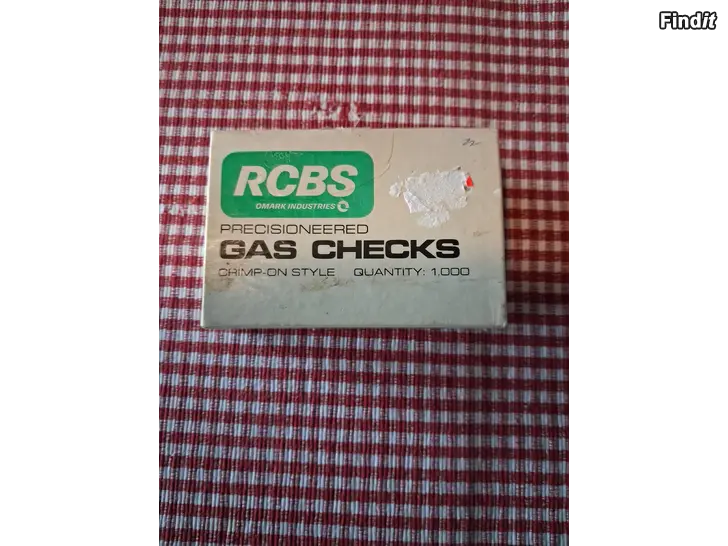 Findit
RCBS
OMARK INDUSTRIES
PRECISIONEERED
GAS CHECKS
CRIMP-ON STYLE QUANTITY: 1,000